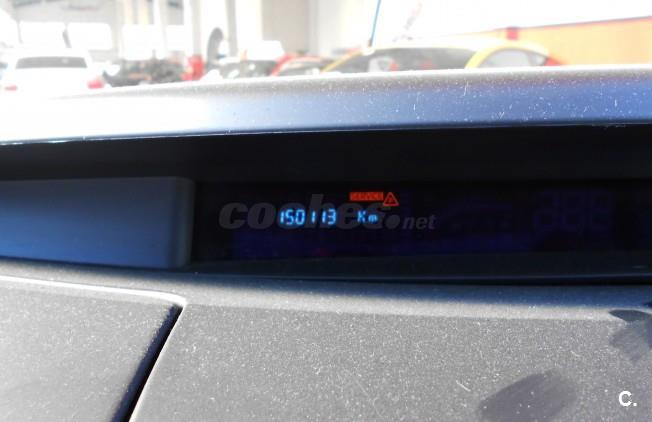 SERVICE
150113 Km
coches.net
C.